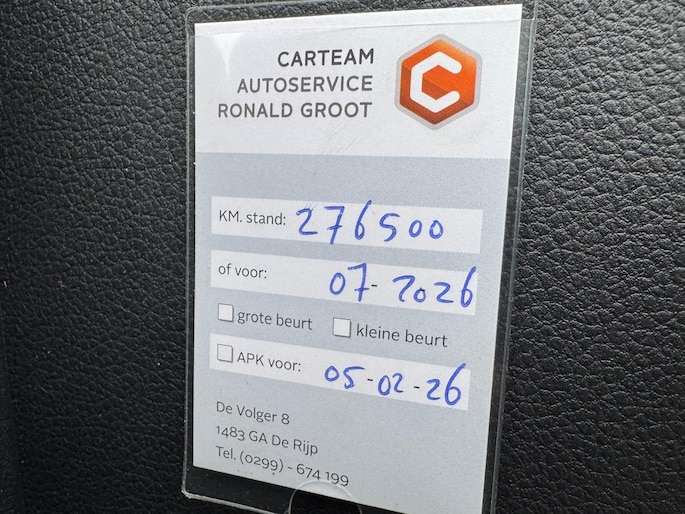 CARTEAM
AUTOSERVICE
RONALD GROOT
C
KM. stand: 276500
of voor: 07-2026
grote beurt kleine beurt
APK voor: 05-02-26
De Volger 8
1483 GA De Rijp
Tel. (0299) - 674 199